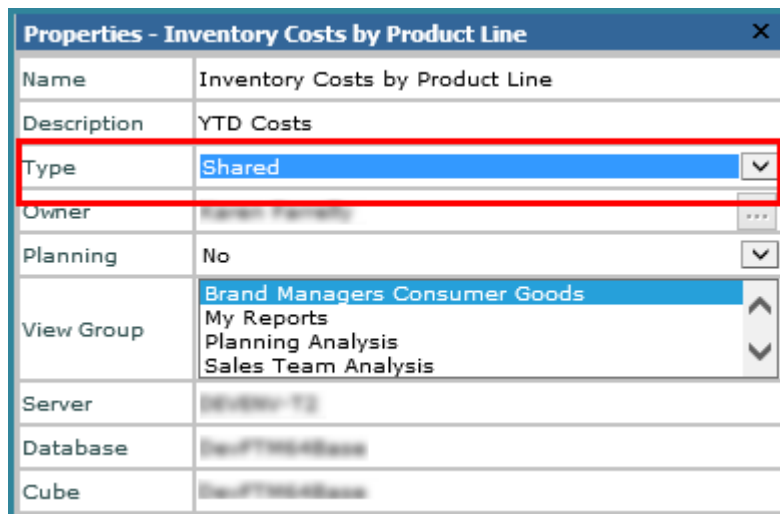 Properties - Inventory Costs by Product Line
Name Inventory Costs by Product Line
Description YTD Costs
Type Shared
Owner
Planning No
View Group
Brand Managers Consumer Goods
My Reports
Planning Analysis
Sales Team Analysis
Server
Database
Cube